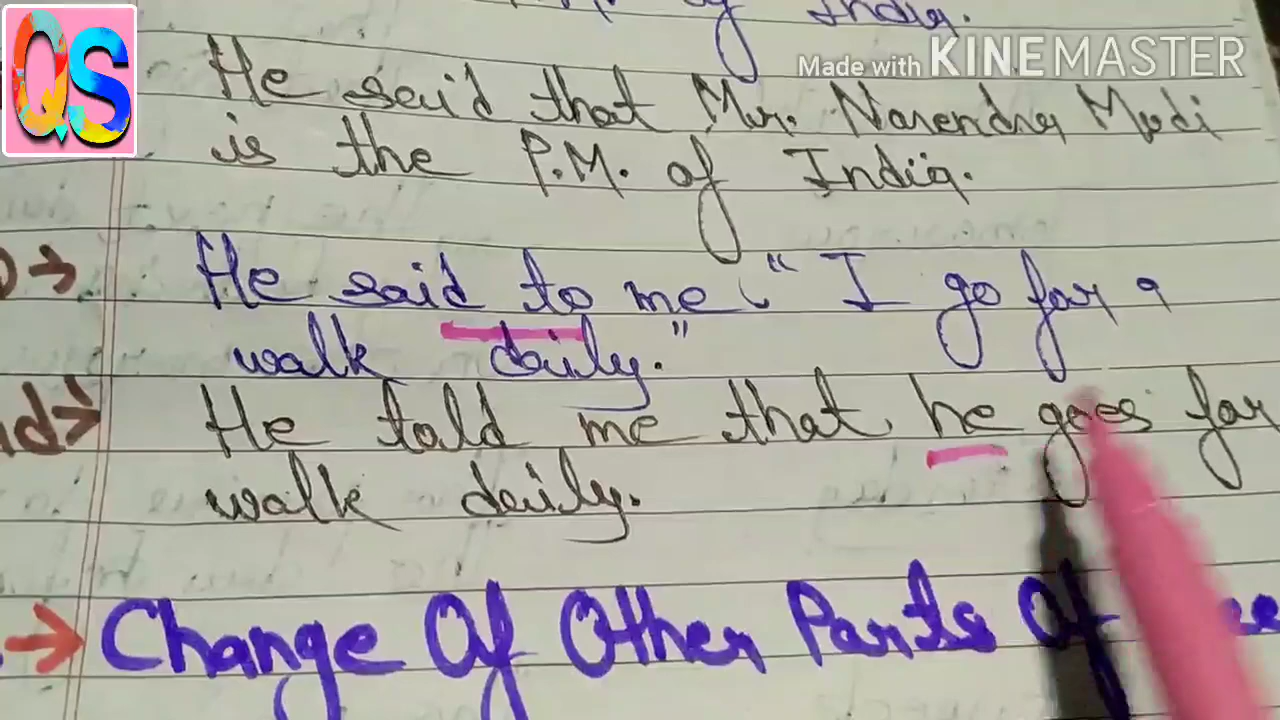 of India.
QS
Made with KINEMASTER
He said that Mr. Narendra Modi
is the P.M. of India.
He said to me, "I go for a
walk daily."
He told me that he goes for
walk daily.
Change Of Other Parts Of